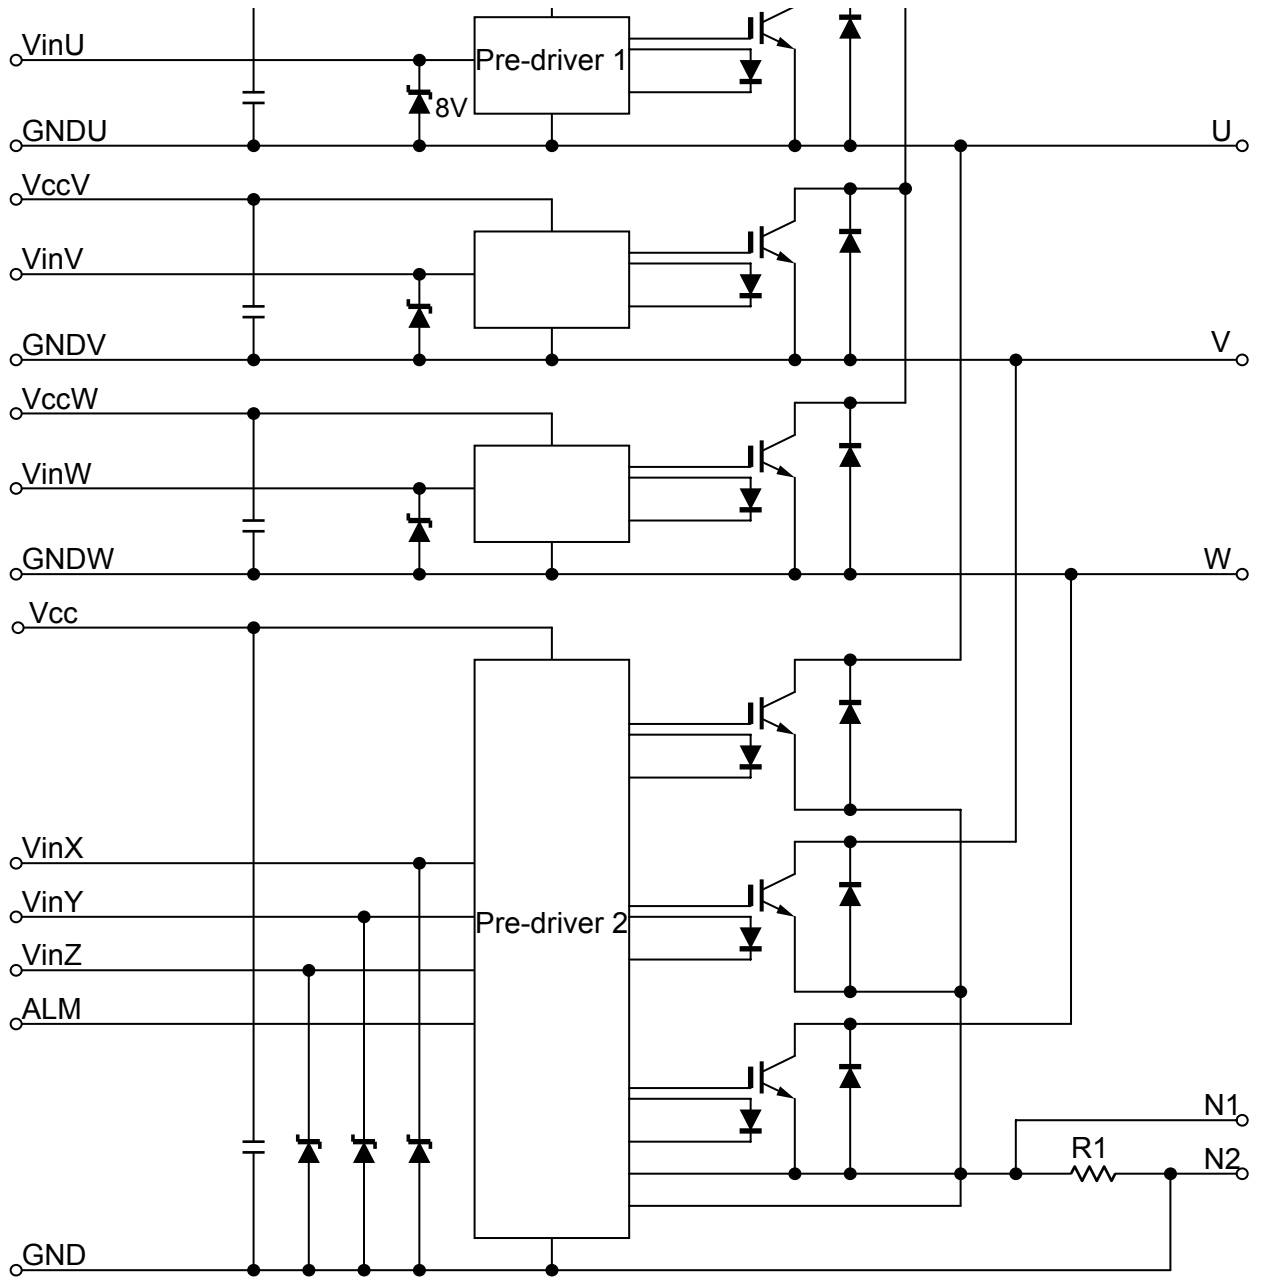 VinU
Pre-driver 1
8V
GNDU
U
VccV
VinV
GNDV
V
VccW
VinW
GNDW
W
Vcc
VinX
VinY
Pre-driver 2
VinZ
ALM
N1
R1
N2
GND